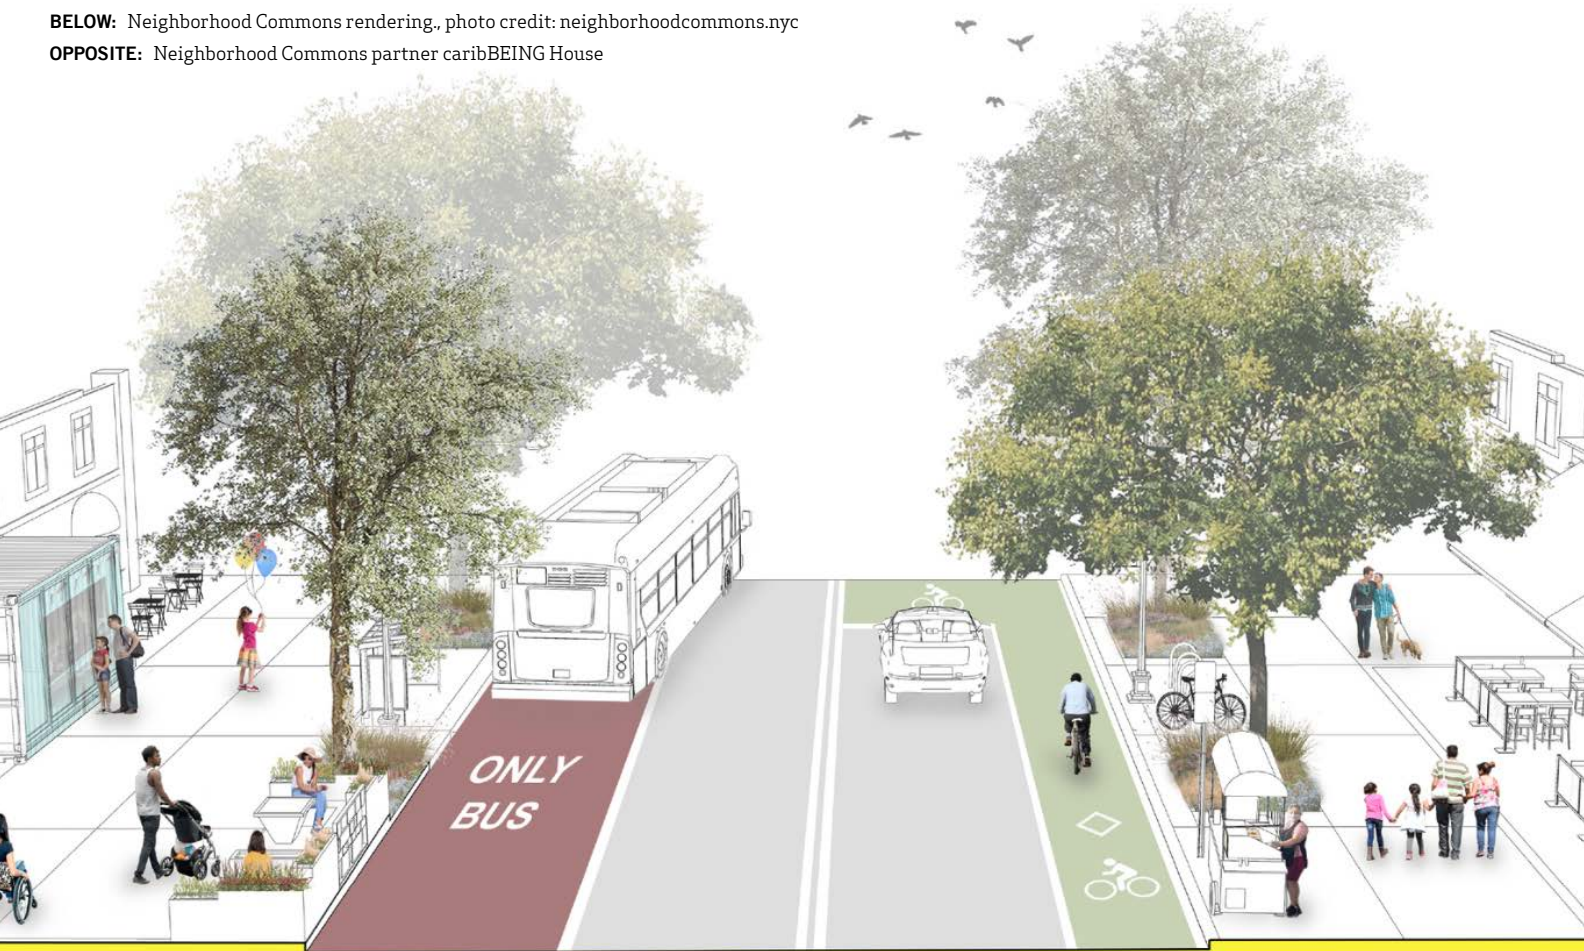 BELOW: Neighborhood Commons rendering., photo credit: neighborhoodcommons.nyc
OPPOSITE: Neighborhood Commons partner caribBEING House
ONLY
BUS